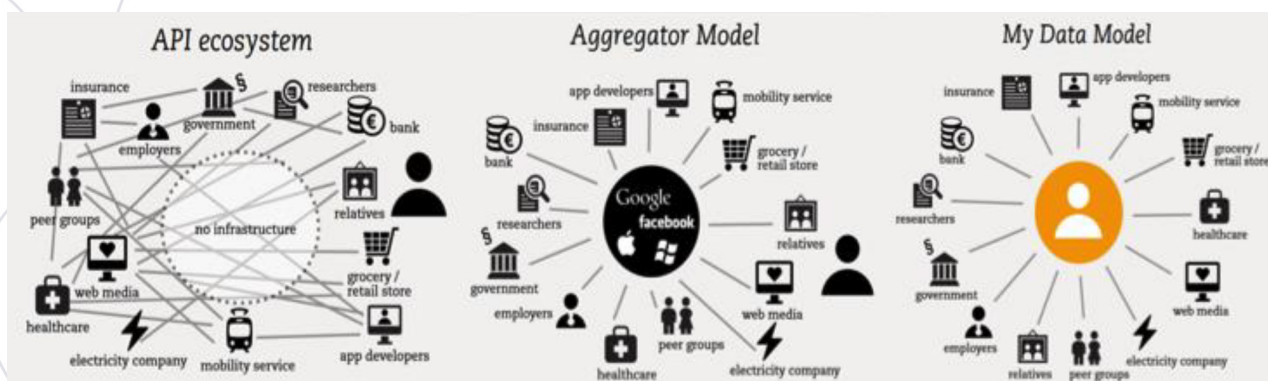 API ecosystem
insurance
§
researchers
government
employers
bank
peer groups
no infrastructure
relatives
web media
grocery /
retail store
healthcare
electricity company
mobility service
app developers
Aggregator Model
app developers
mobility service
insurance
bank
grocery /
retail store
researchers
Google
facebook
relatives
§
government
employers
web media
peer groups
electricity company
healthcare
My Data Model
app developers
insurance
mobility service
bank
grocery /
retail store
researchers
healthcare
§
government
web media
employers
relatives
peer groups
electricity company